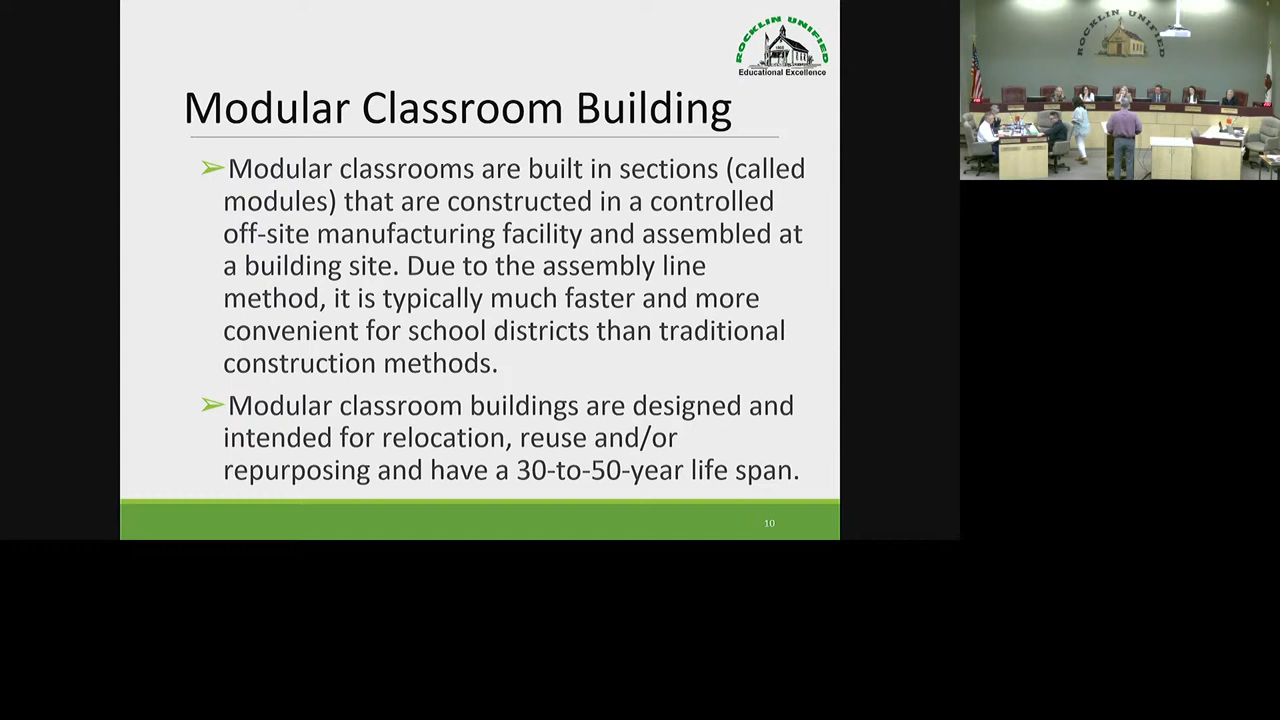 ROCKLIN UNIFIED
Educational Excellence
Modular Classroom Building
➢Modular classrooms are built in sections (called
modules) that are constructed in a controlled
off-site manufacturing facility and assembled at
a building site. Due to the assembly line
method, it is typically much faster and more
convenient for school districts than traditional
construction methods.
➢Modular classroom buildings are designed and
intended for relocation, reuse and/or
repurposing and have a 30-to-50-year life span.
10
ROCKLIN UNIFIED